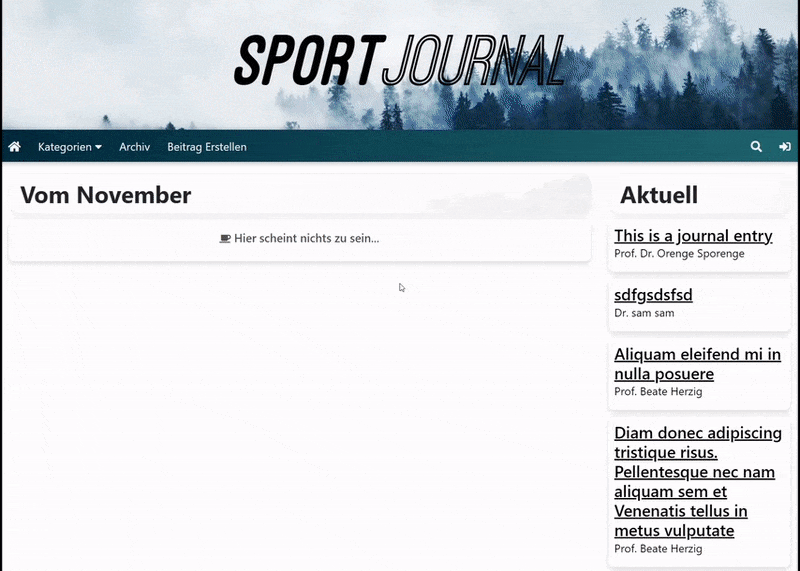 SPORTJOURNAL
Kategorien Archiv Beitrag Erstellen
Vom November
Hier scheint nichts zu sein...
Aktuell
This is a journal entry
Prof. Dr. Orenge Sporenge
sdfgsdsfsd
Dr. sam sam
Aliquam eleifend mi in
nulla posuere
Prof. Beate Herzig
Diam donec adipiscing
tristique risus.
Pellentesque nec nam
aliquam sem et
Venenatis tellus in
metus vulputate
Prof. Beate Herzig